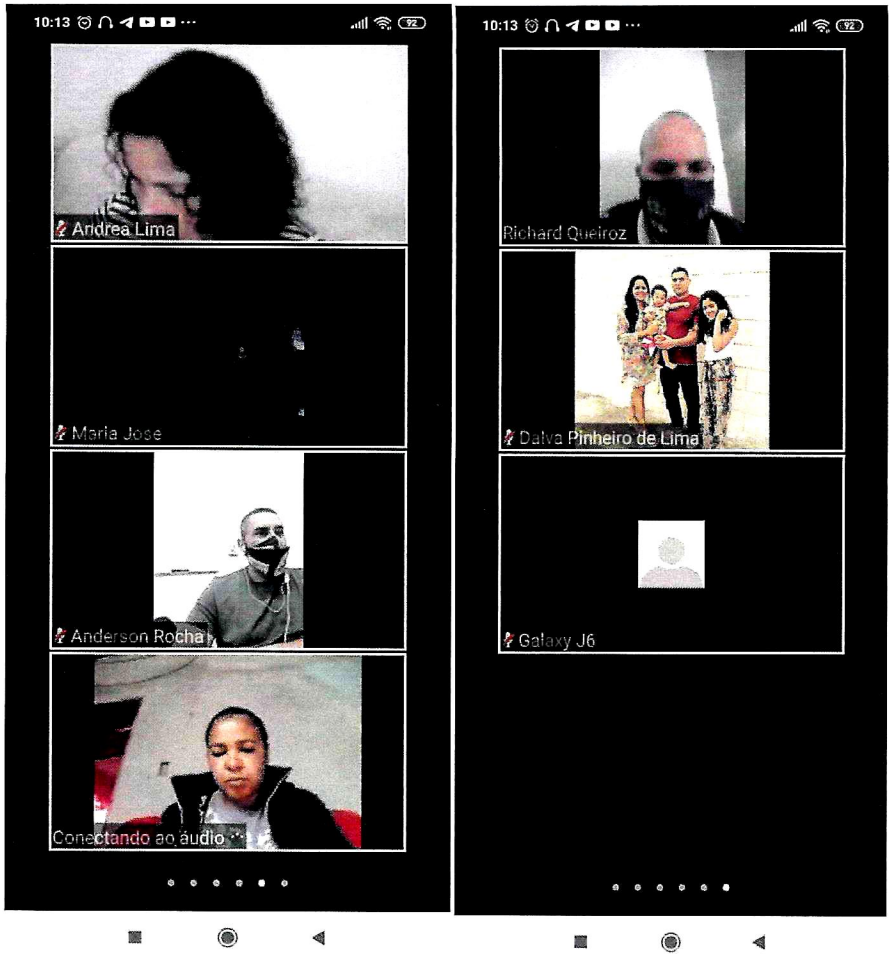 10:13
92
Andrea Lima
Maria Jose
Anderson Rocha
Conectando ao áudio
10:13
92
Richard Queiroz
Dalva Pinheiro de Lima
Galaxy J6